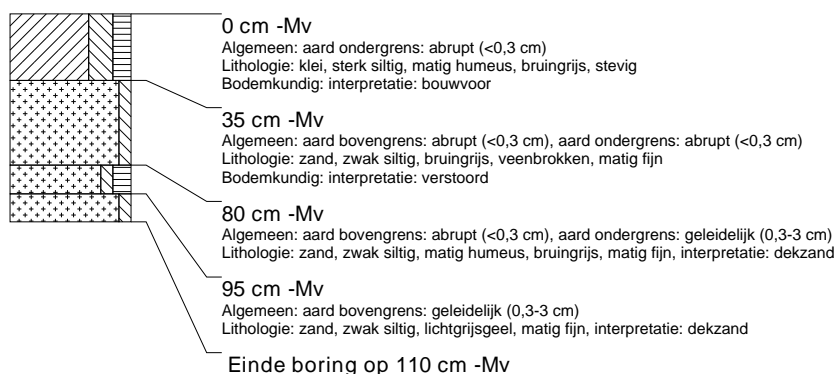 0 cm -Mv
Algemeen: aard ondergrens: abrupt (<0,3 cm)
Lithologie: klei, sterk siltig, matig humeus, bruingrijs, stevig
Bodemkundig: interpretatie: bouwvoor
35 cm -Mv
Algemeen: aard bovengrens: abrupt (<0,3 cm), aard ondergrens: abrupt (<0,3 cm)
Lithologie: zand, zwak siltig, bruingrijs, veenbrokken, matig fijn
Bodemkundig: interpretatie: verstoord
80 cm -Mv
Algemeen: aard bovengrens: abrupt (<0,3 cm), aard ondergrens: geleidelijk (0,3-3 cm)
Lithologie: zand, zwak siltig, matig humeus, bruingrijs, matig fijn, interpretatie: dekzand
95 cm -Mv
Algemeen: aard bovengrens: geleidelijk (0,3-3 cm)
Lithologie: zand, zwak siltig, lichtgrijsgeel, matig fijn, interpretatie: dekzand
Einde boring op 110 cm -Mv